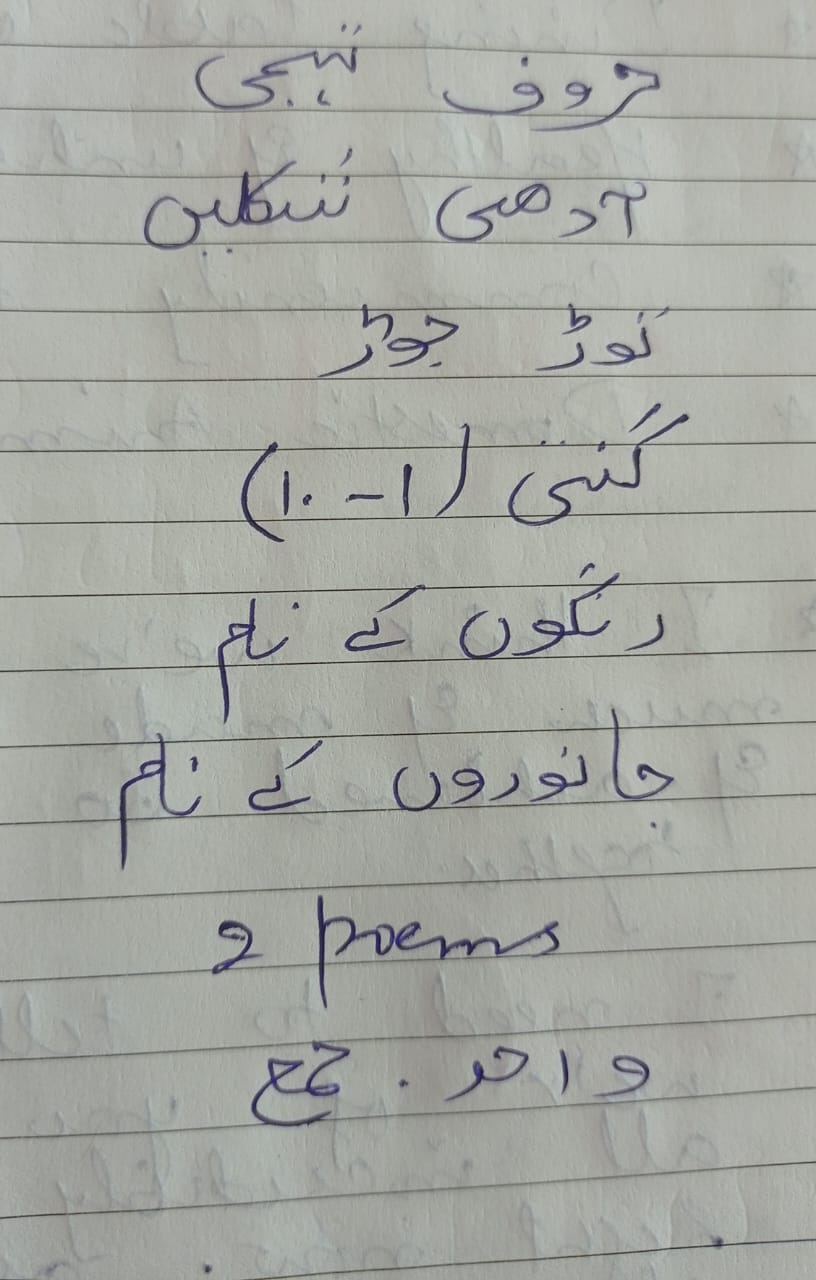 حروف تہجی
آدھی شکلیں
توڑ جوڑ
گنتی (۱ - ۱۰)
رنگوں کے نام
جانوروں کے نام
2 poems
واحد . جمع